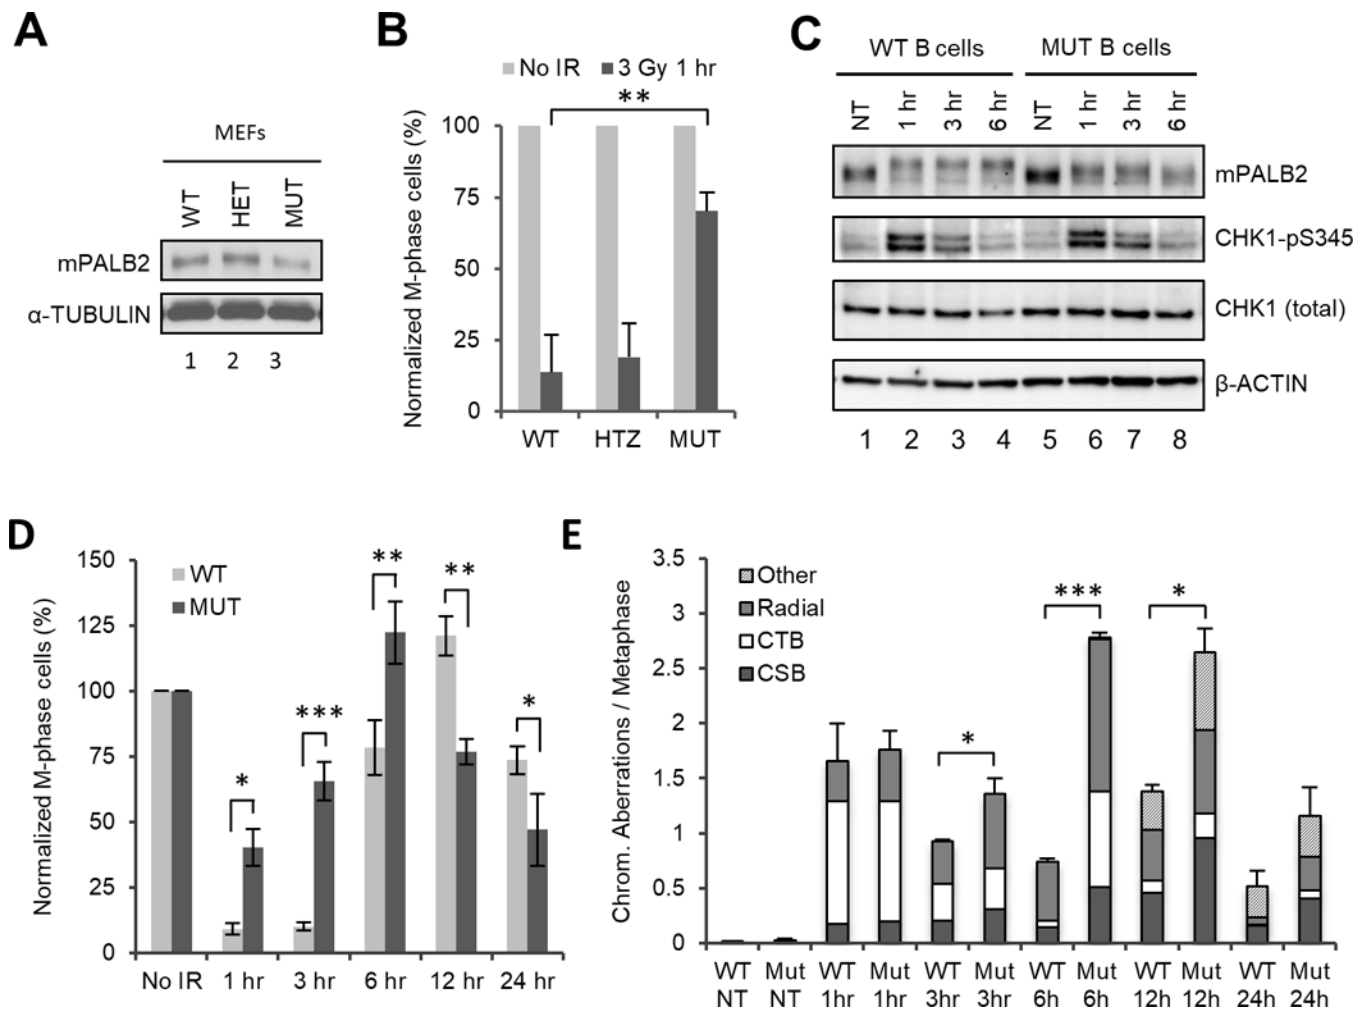 A
MEFs
WT HET MUT
mPALB2
α-TUBULIN
1 2 3
B
No IR 3 Gy 1 hr
**
Normalized M-phase cells (%)
100
75
50
25
0
WT HTZ MUT
C
WT B cells MUT B cells
NT 1 hr 3 hr 6 hr NT 1 hr 3 hr 6 hr
mPALB2
CHK1-pS345
CHK1 (total)
β-ACTIN
1 2 3 4 5 6 7 8
D
WT
MUT
Normalized M-phase cells (%)
150
125
100
75
50
25
0
* *** ** ** *
No IR 1 hr 3 hr 6 hr 12 hr 24 hr
E
Other
Radial
CTB
CSB
Chrom. Aberrations / Metaphase
3.5
3
2.5
2
1.5
1
0.5
0
* *** *
WT Mut WT Mut WT Mut WT Mut WT Mut WT Mut
NT NT 1hr 1hr 3hr 3hr 6h 6h 12h 12h 24h 24h